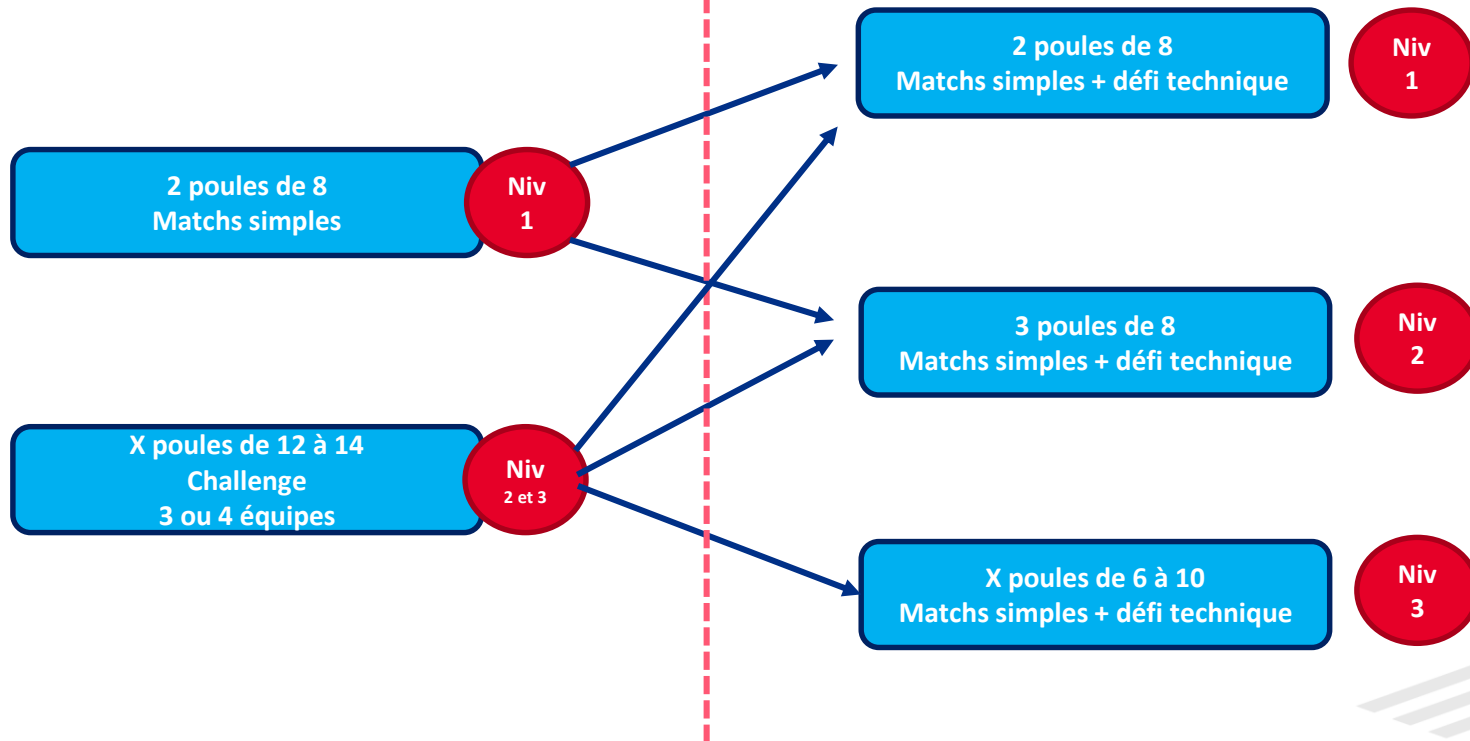 2 poules de 8
Matchs simples
Niv
1
X poules de 12 à 14
Challenge
3 ou 4 équipes
Niv
2 et 3
2 poules de 8
Matchs simples + défi technique
Niv
1
3 poules de 8
Matchs simples + défi technique
Niv
2
X poules de 6 à 10
Matchs simples + défi technique
Niv
3